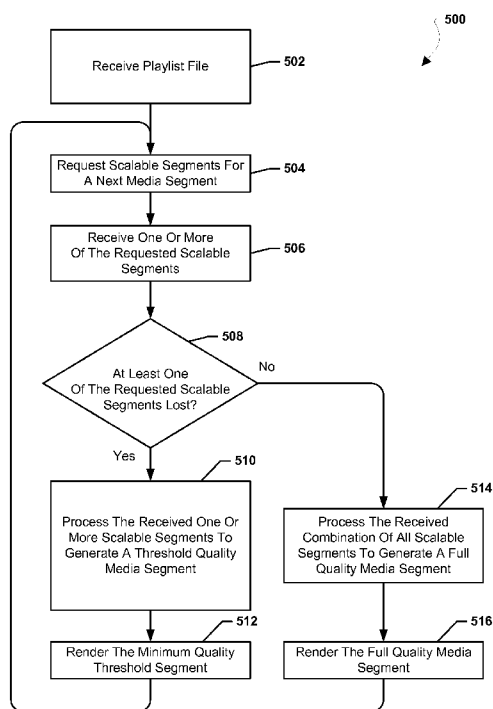 500
Receive Playlist File
502
Request Scalable Segments For
A Next Media Segment
504
Receive One Or More
Of The Requested Scalable
Segments
506
508
At Least One
Of The Requested Scalable
Segments Lost?
No
Yes
510
Process The Received One Or
More Scalable Segments To
Generate A Threshold Quality
Media Segment
514
Process The Received
Combination Of All Scalable
Segments To Generate A Full
Quality Media Segment
512
Render The Minimum Quality
Threshold Segment
516
Render The Full Quality Media
Segment